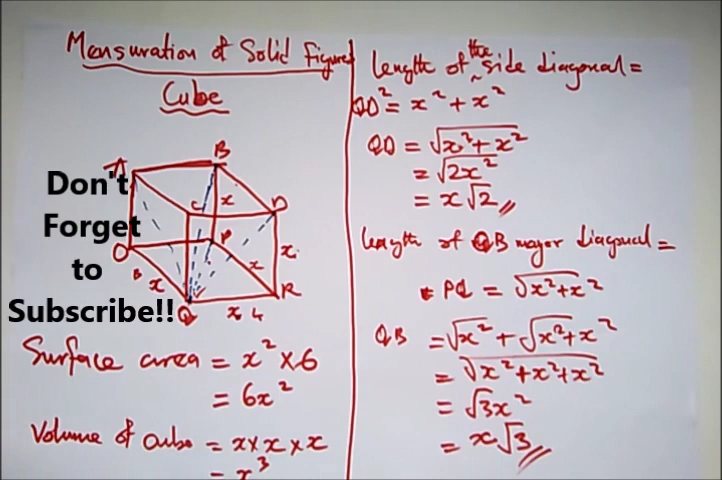 Mensuration of Solid Figures
Cube
A
B
C
D
x
O
P
x
x
x
Q
x
R
Don't
Forget
to
Subscribe!!
Surface area = x² × 6
= 6x²
Volume of cube = x × x × x
= x³
length of the side diagonal =
QD² = x² + x²
QD = √x² + x²
= √2x²
= x√2
length of QB major diagonal =
PQ = √x² + x²
QB = √x² + √x² + x²
= √x² + x² + x²
= √3x²
= x√3